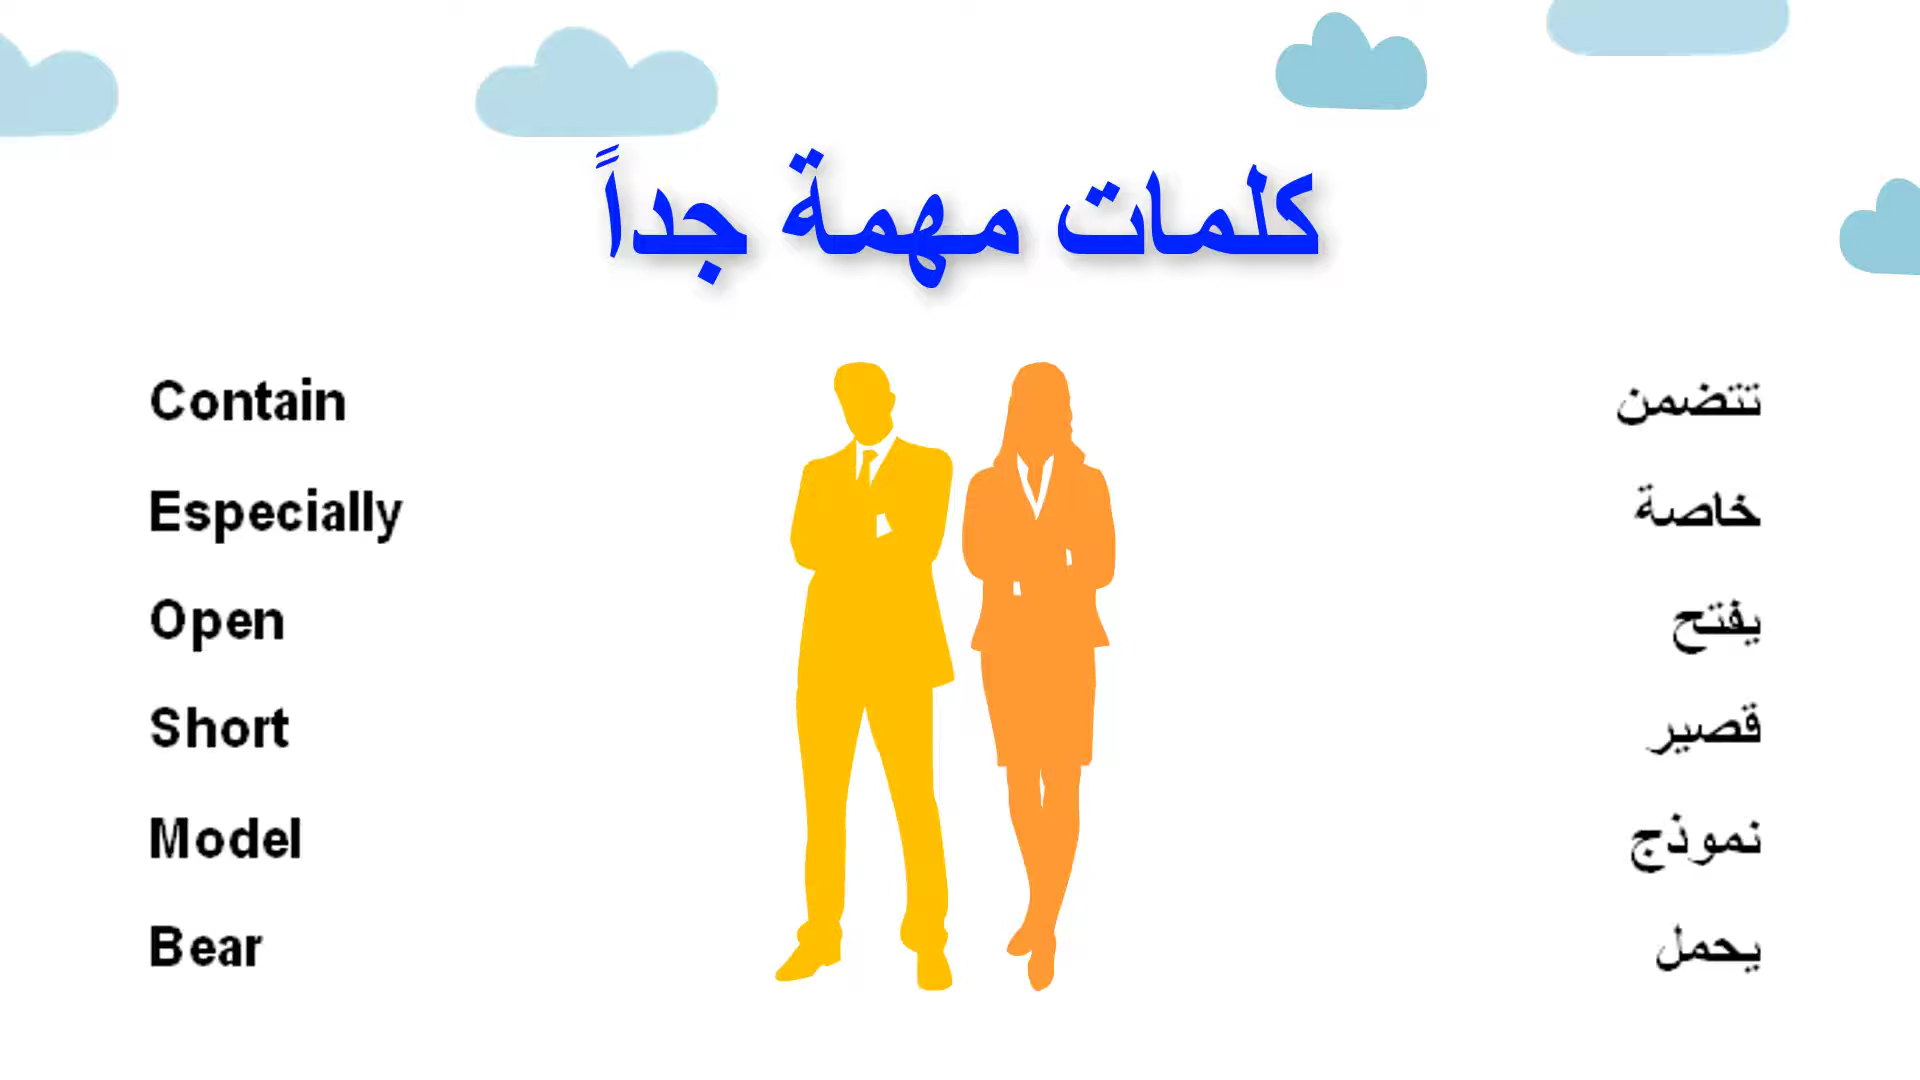 كلمات مهمة جداً
Contain تتضمن
Especially خاصة
Open يفتح
Short قصير
Model نموذج
Bear يحمل